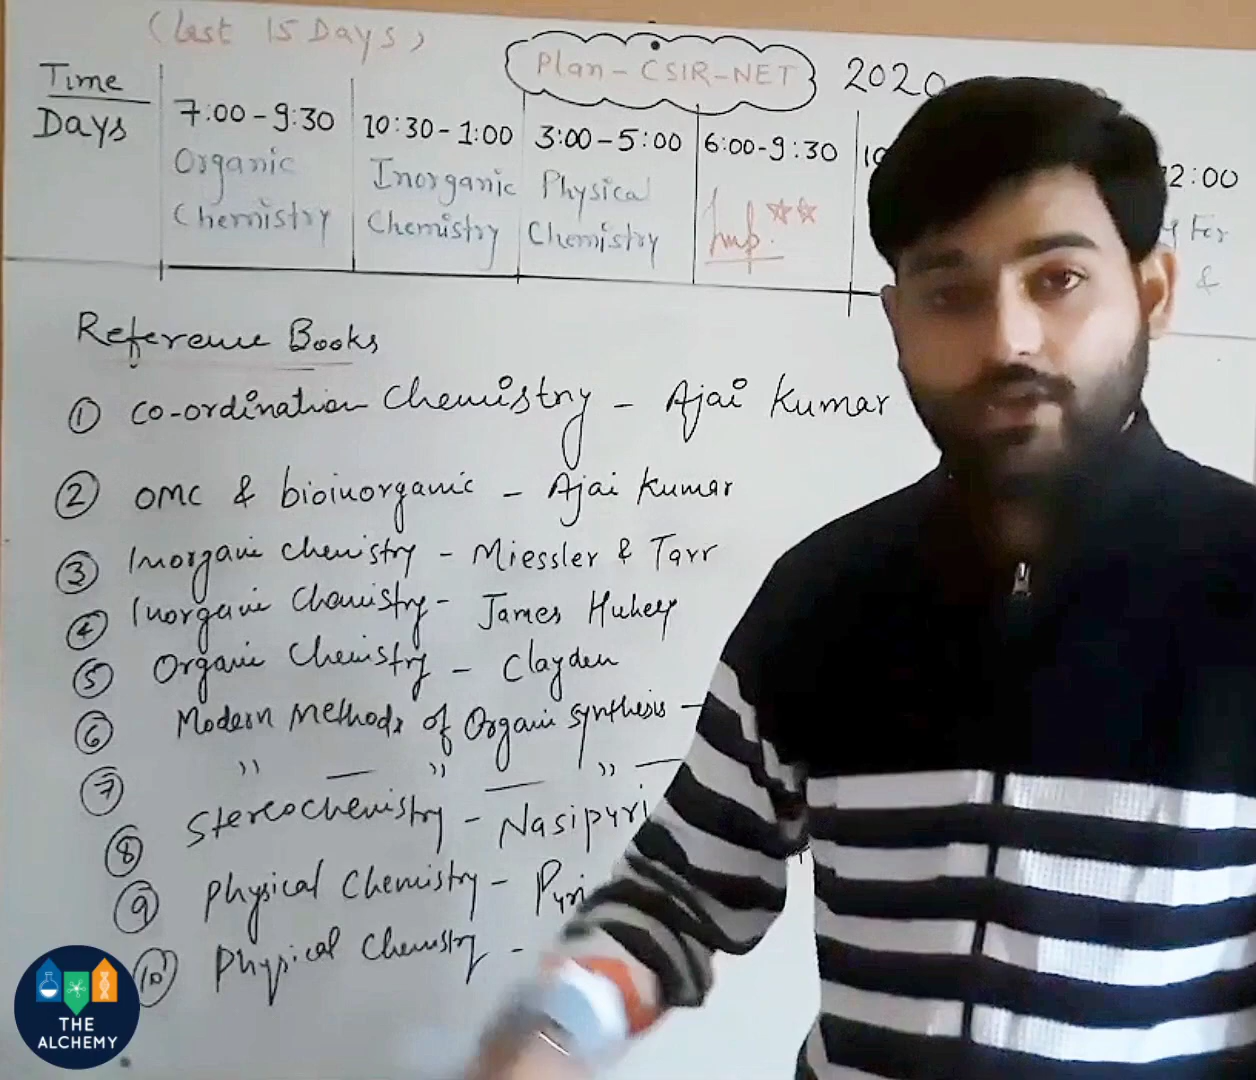 (Last 15 Days)
Plan-CSIR-NET 2020
Time
Days
7:00-9:30
Organic
Chemistry
10:30-1:00
Inorganic
Chemistry
3:00-5:00
Physical
Chemistry
6:00-9:30
Imp.**
10
2:00
y For
&
Reference Books
① Co-ordination Chemistry - Ajai Kumar
② OMC & bioinorganic - Ajai Kumar
③ Inorganic chemistry - Miessler & Tarr
④ Inorganic Chemistry - James Huheey
⑤ Organic Chemistry - Clayden
⑥ Modern Methods of Organic Synthesis -
⑦ " — " — " —
⑧ Stereochemistry - Nasipuri
⑨ Physical Chemistry - Puri
⑩ Physical Chemistry -
THE
ALCHEMY